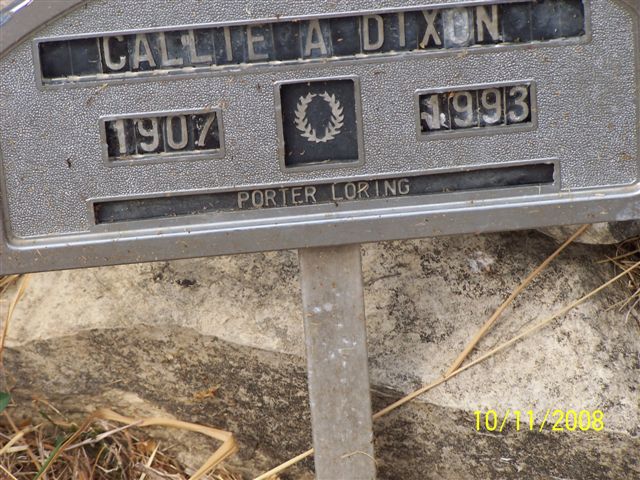 CALLIE A DIXON
1907 1993
PORTER LORING
10/11/2008